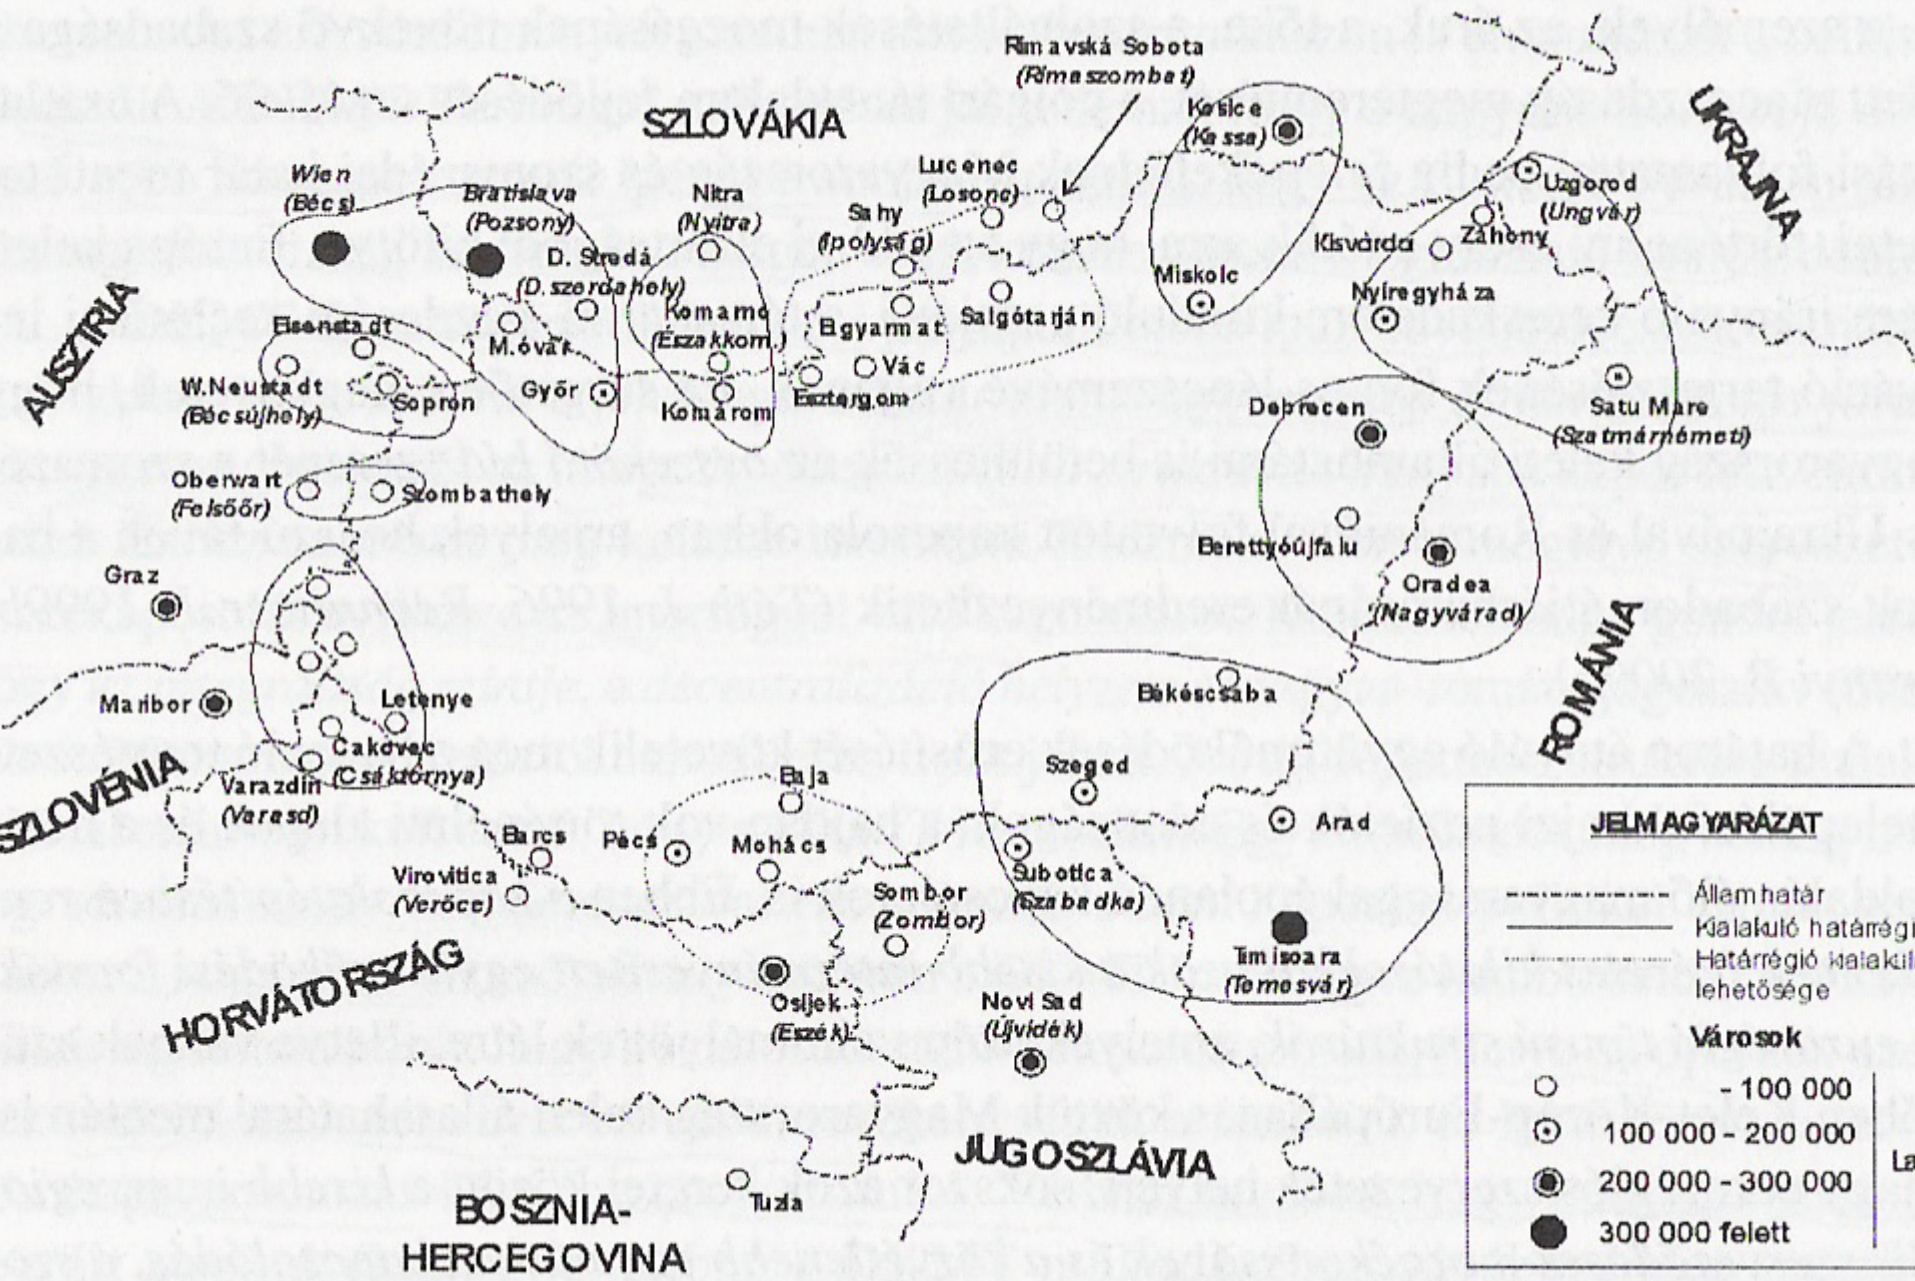 Rimavská Sobota
(Rimaszombat)
SZLOVÁKIA
UKRAJNA
Kosice
(Kassa)
Wien
(Bécs)
Bratislava
(Pozsony)
Nitra
(Nyitra)
Lucenec
(Losonc)
Sahy
(Ipolyság)
Uzgorod
(Ungvár)
Záhony
Kisvárda
D. Stredá
(D. szerdahely)
Miskolc
Nyíregyháza
AUSZTRIA
Eisenstadt
M.óvár
Komarno
(Északkom.)
B.gyarmat
Salgótarján
W.Neustadt
(Bécsújhely)
Sopron
Győr
Komárom
Esztergom
Vác
Debrecen
Satu Mare
(Szatmárnémeti)
Oberwart
(Felsőőr)
Szombathely
Berettyóújfalu
Oradea
(Nagyvárad)
Graz
ROMÁNIA
Maribor
Letenye
Cakovec
(Csáktornya)
Békéscsaba
SZLOVÉNIA
Varazdin
(Varasd)
Baja
Szeged
Arad
Barcs
Pécs
Mohács
Virovitica
(Verőce)
Sombor
(Zombor)
Subotica
(Szabadka)
Timisoara
(Temesvár)
HORVÁTORSZÁG
Osijek
(Eszék)
Novi Sad
(Újvidék)
JUGOSZLÁVIA
Tuzla
BOSZNIA-
HERCEGOVINA
JELMAGYARÁZAT
Államhatár
Kialakuló határrégi
Határrégió kialakul
lehetősége
Városok
- 100 000
100 000 - 200 000
200 000 - 300 000
300 000 felett
La